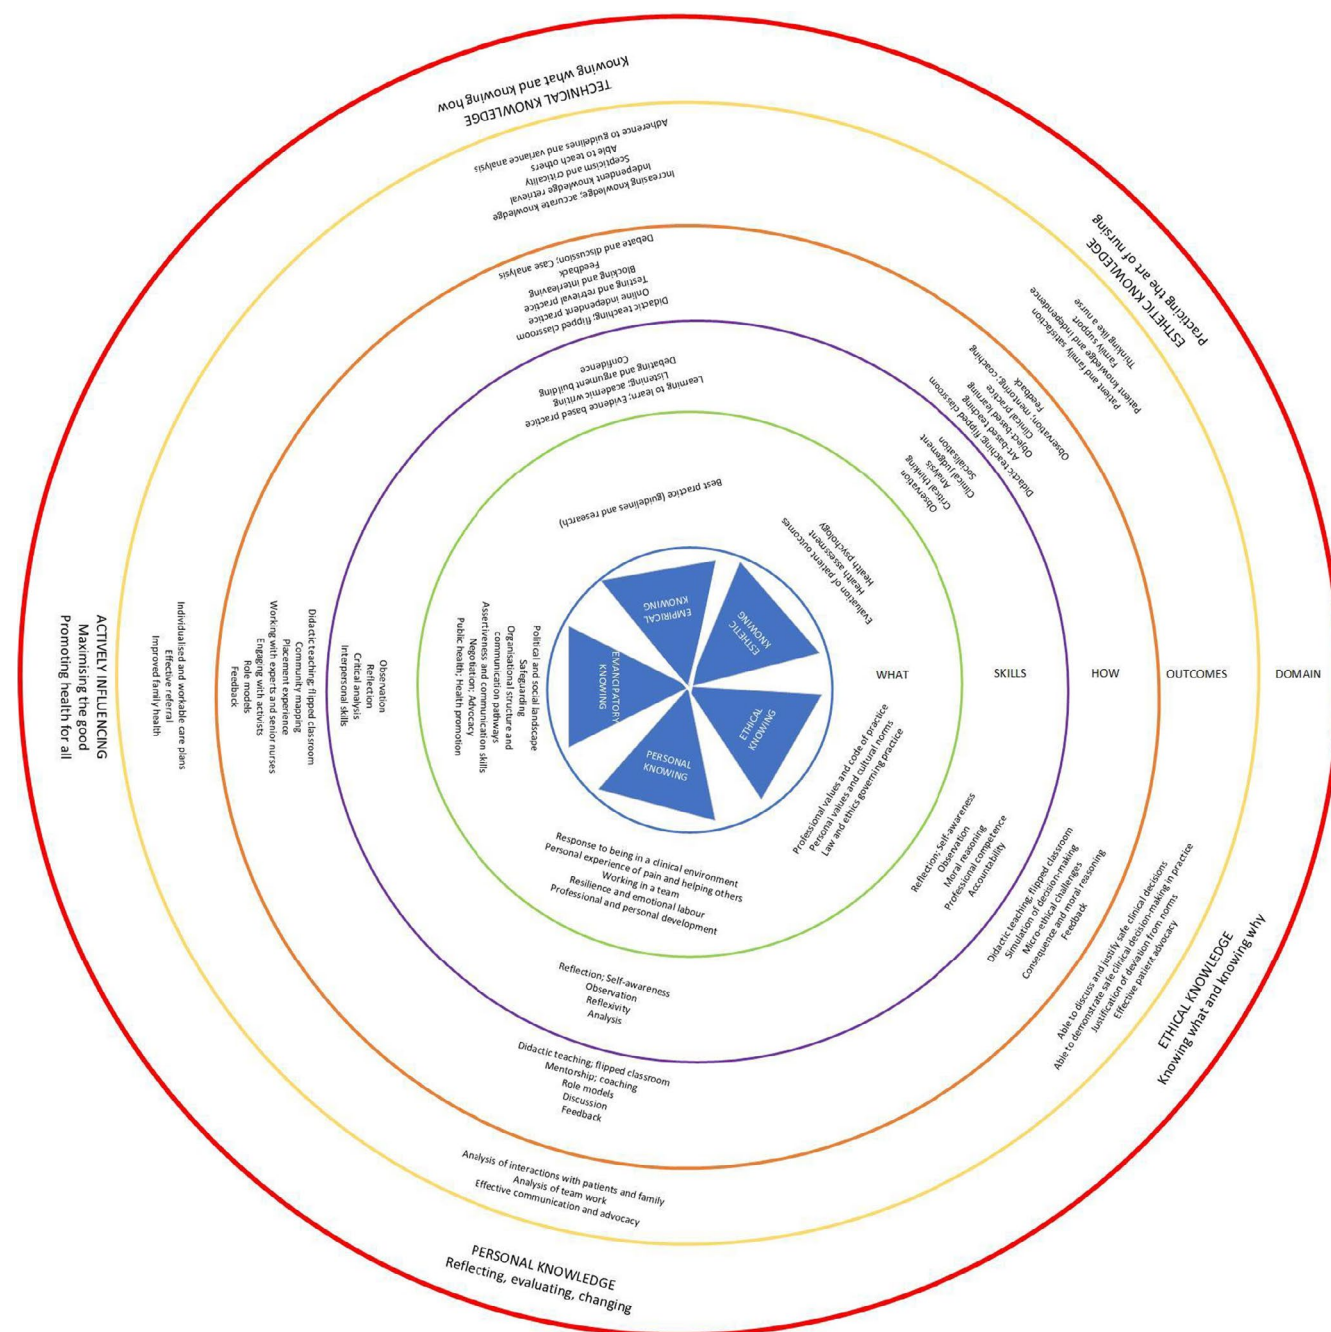 TECHNICAL KNOWLEDGE
Knowing what and knowing how
Increasing knowledge; accurate knowledge
Independent knowledge retrieval
Scepticism and criticality
Able to teach others
Adherence to guidelines and variance analysis
Didactic teaching; flipped classroom
Online independent practice
Testing and retrieval practice
Blocking and interleaving
Feedback
Debate and discussion; Case analysis
Learning to learn; Evidence based practice
Listening; academic writing
Debating and argument building
Confidence
Best practice (guidelines and research)
EMPIRICAL
KNOWING
ESTHETIC KNOWLEDGE
Practicing the art of nursing
Patient and family satisfaction
Patient knowledge and independence
Family support
Thinking like a nurse
Didactic teaching; flipped classroom
Art-based teaching
Object-based learning
Clinical practice
Observation; mentoring; coaching
Feedback
Observation
Critical thinking
Analysis
Clinical judgement
Socialisation
Evaluation of patient outcomes
Health assessment
Health psychology
ESTHETIC
KNOWING
WHAT
SKILLS
HOW
OUTCOMES
DOMAIN
ETHICAL
KNOWING
Professional values and code of practice
Personal values and cultural norms
Law and ethics governing practice
Reflection; Self-awareness
Observation
Moral reasoning
Professional competence
Accountability
Didactic teaching; flipped classroom
Simulation of decision-making
Micro-ethical challenges
Consequence and moral reasoning
Feedback
Able to discuss and justify safe clinical decisions
Able to demonstrate safe clinical decision-making in practice
Justification of deviation from norms
Effective patient advocacy
ETHICAL KNOWLEDGE
Knowing what and knowing why
PERSONAL
KNOWING
Response to being in a clinical environment
Personal experience of pain and helping others
Working in a team
Resilience and emotional labour
Professional and personal development
Reflection; Self-awareness
Observation
Reflexivity
Analysis
Didactic teaching; flipped classroom
Mentorship; coaching
Role models
Discussion
Feedback
Analysis of interactions with patients and family
Analysis of team work
Effective communication and advocacy
PERSONAL KNOWLEDGE
Reflecting, evaluating, changing
EMANCIPATORY
KNOWING
Political and social landscape
Safeguarding
Organisational structure and
communication pathways
Assertiveness and communication skills
Negotiation; Advocacy
Public health; Health promotion
Observation
Reflection
Critical analysis
Interpersonal skills
Didactic teaching; flipped classroom
Community mapping
Placement experience
Working with experts and senior nurses
Engaging with activists
Role models
Feedback
Individualised and workable care plans
Effective referral
Improved family health
ACTIVELY INFLUENCING
Maximising the good
Promoting health for all